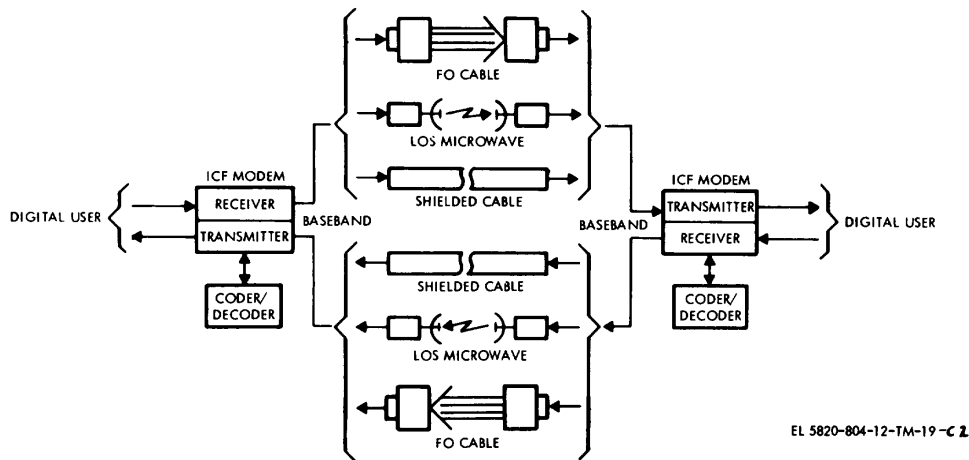 FO CABLE
LOS MICROWAVE
SHIELDED CABLE
ICF MODEM
RECEIVER
TRANSMITTER
DIGITAL USER
BASEBAND
CODER/
DECODER
BASEBAND
ICF MODEM
TRANSMITTER
RECEIVER
DIGITAL USER
CODER/
DECODER
SHIELDED CABLE
LOS MICROWAVE
FO CABLE
EL 5820-804-12-TM-19-C 2